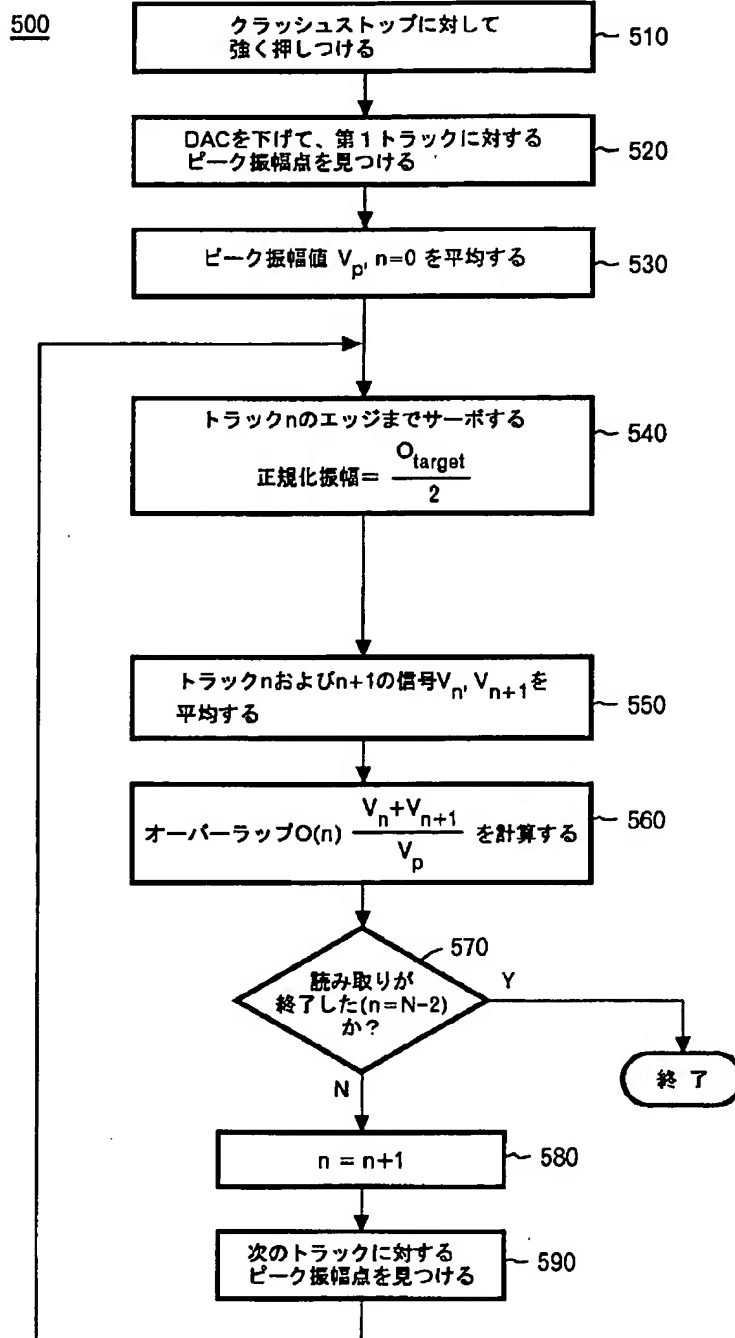 500
クラッシュストップに対して
強く押しつける
510
DACを下げて、第1トラックに対する
ピーク振幅点を見つける
520
ピーク振幅値 Vp, n=0 を平均する
530
トラックnのエッジまでサーボする
正規化振幅= Otarget
2
540
トラックnおよびn+1の信号Vn, Vn+1を
平均する
550
オーバーラップO(n) Vn+Vn+1 を計算する
Vp
560
570
読み取りが
終了した(n=N-2)
か?
Y
終 了
N
n = n+1
580
次のトラックに対する
ピーク振幅点を見つける
590